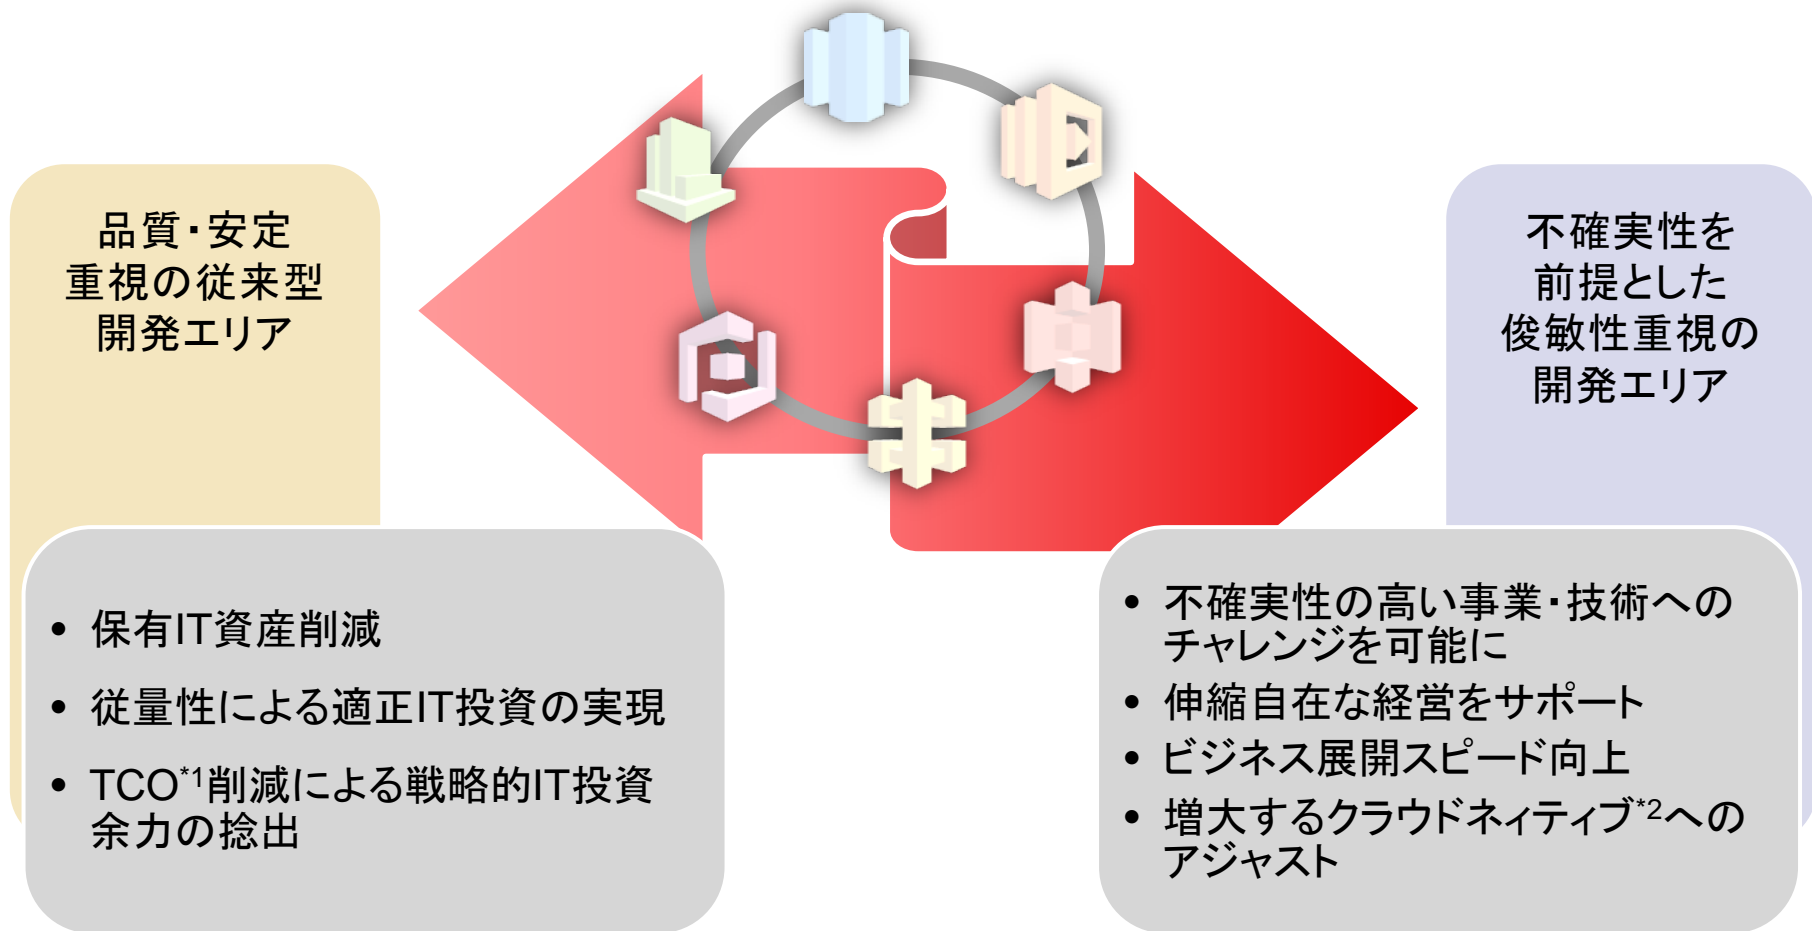 品質・安定
重視の従来型
開発エリア
不確実性を
前提とした
俊敏性重視の
開発エリア
• 保有IT資産削減
• 従量性による適正IT投資の実現
• TCO*1削減による戦略的IT投資
余力の捻出
• 不確実性の高い事業・技術への
チャレンジを可能に
• 伸縮自在な経営をサポート
• ビジネス展開スピード向上
• 増大するクラウドネィティブ*2への
アジャスト